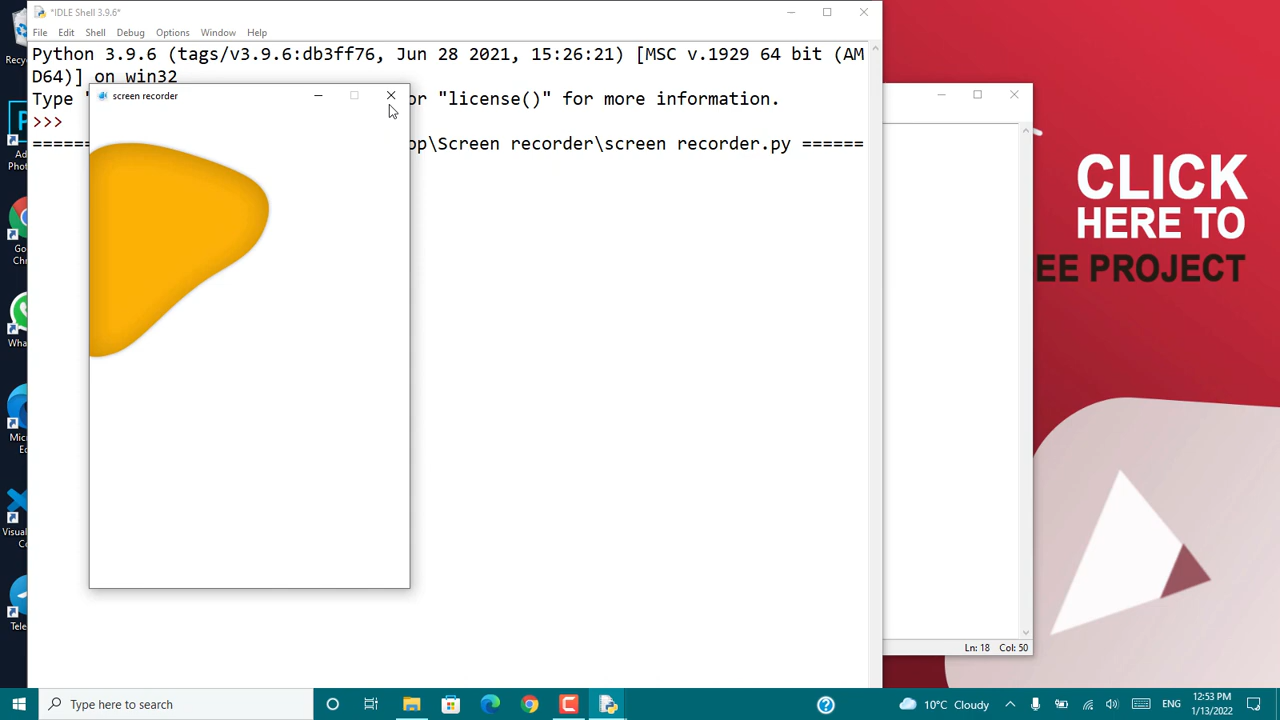 *IDLE Shell 3.9.6*
File Edit Shell Debug Options Window Help
Python 3.9.6 (tags/v3.9.6:db3ff76, Jun 28 2021, 15:26:21) [MSC v.1929 64 bit (AM
D64)] on win32
Type "
or "license()" for more information.
>>>
screen recorder
======
op\Screen recorder\screen recorder.py ======
CLICK
HERE TO
EE PROJECT
Ln: 18 Col: 50
Type here to search
10°C Cloudy
ENG
12:53 PM
1/13/2022